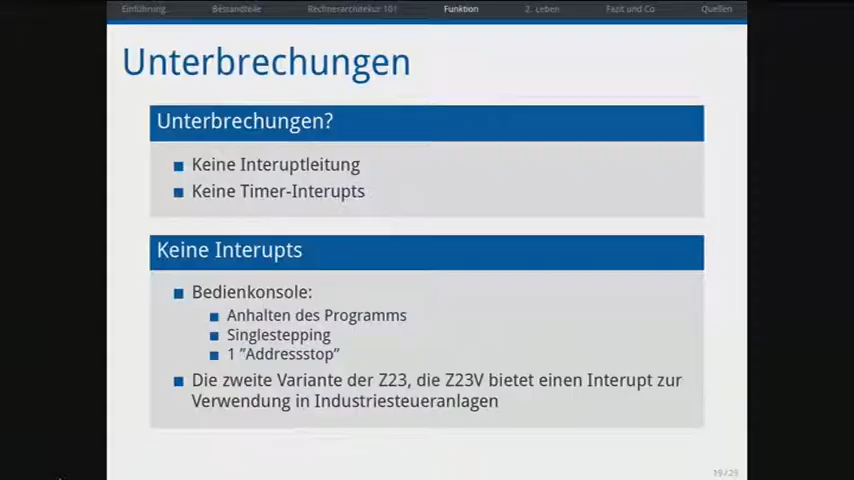 Einführung Bestandteile Rechnerarchitektur 101 Funktion 2. Leben Fazit und Co Quellen
Unterbrechungen
Unterbrechungen?
Keine Interuptleitung
Keine Timer-Interupts
Keine Interupts
Bedienkonsole:
Anhalten des Programms
Singlestepping
1 ”Addressstop”
Die zweite Variante der Z23, die Z23V bietet einen Interupt zur
Verwendung in Industriesteueranlagen
19 / 29